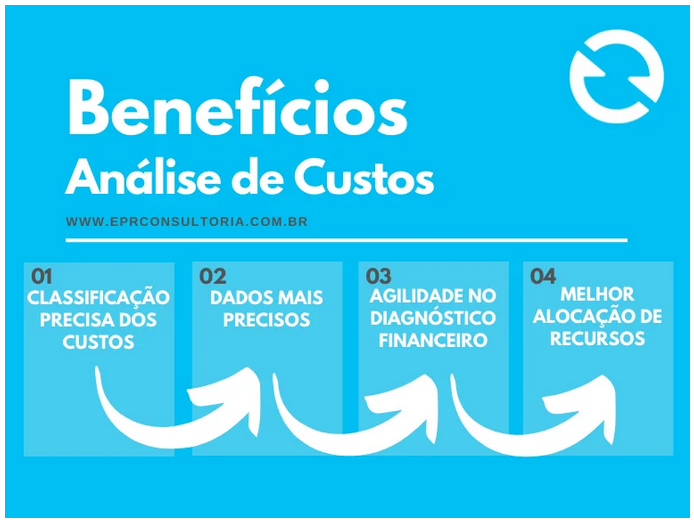 Benefícios
Análise de Custos
WWW.EPRCONSULTORIA.COM.BR
01
CLASSIFICAÇÃO
PRECISA DOS
CUSTOS
02
DADOS MAIS
PRECISOS
03
AGILIDADE NO
DIAGNÓSTICO
FINANCEIRO
04
MELHOR
ALOCAÇÃO DE
RECURSOS